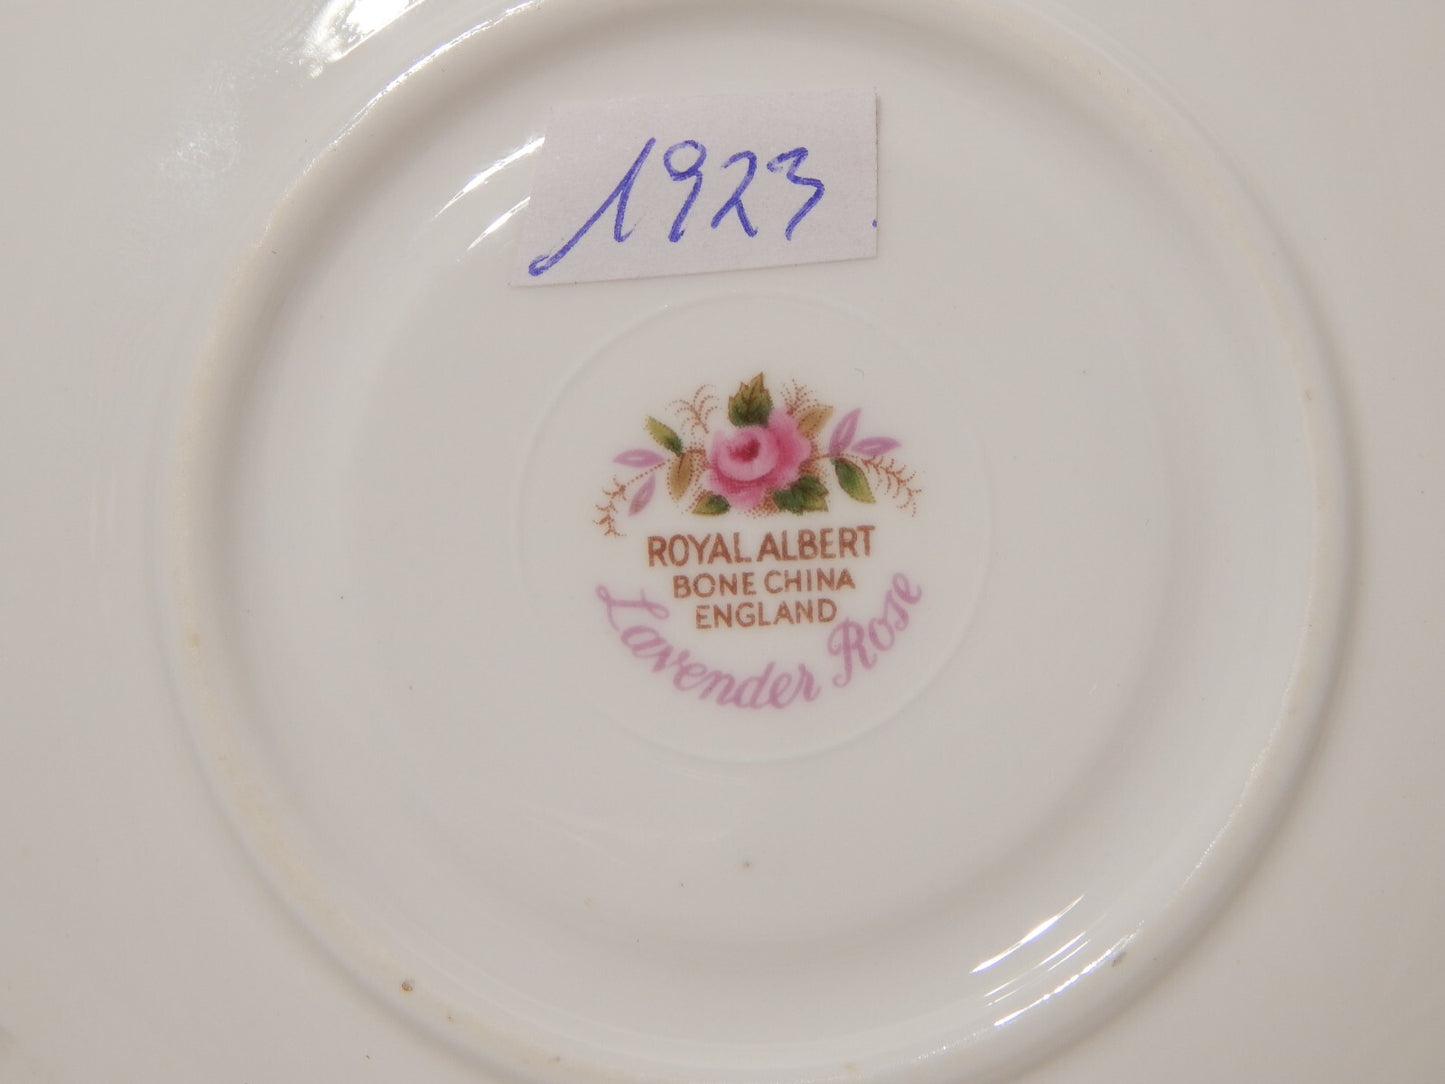 1923
ROYAL ALBERT
BONE CHINA
ENGLAND
Lavender Rose